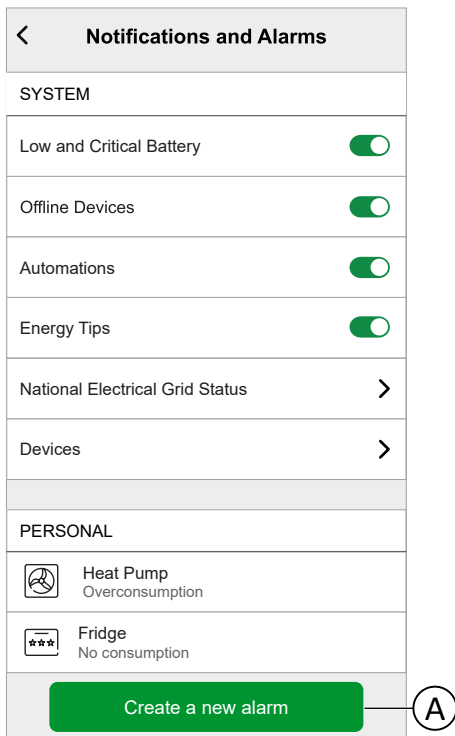 Notifications and Alarms
SYSTEM
Low and Critical Battery
Offline Devices
Automations
Energy Tips
National Electrical Grid Status
Devices
PERSONAL
Heat Pump
Overconsumption
Fridge
No consumption
Create a new alarm
A